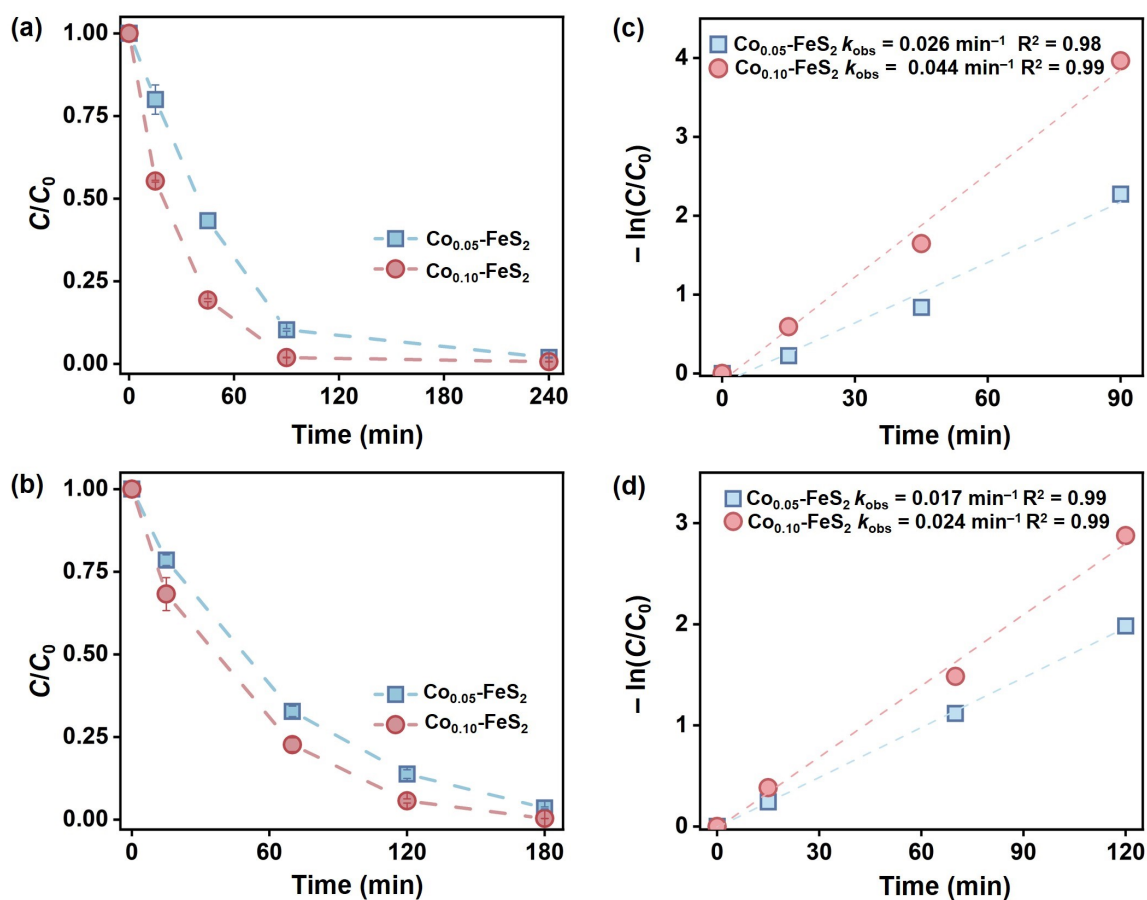 (a)
1.00
0.75
0.50
0.25
0.00
C/C₀
Co₀.₀₅-FeS₂
Co₀.₁₀-FeS₂
0 60 120 180 240
Time (min)
(c)
Co₀.₀₅-FeS₂ kobs = 0.026 min⁻¹ R² = 0.98
Co₀.₁₀-FeS₂ kobs = 0.044 min⁻¹ R² = 0.99
4
3
2
1
0
– ln(C/C₀)
0 30 60 90
Time (min)
(b)
1.00
0.75
0.50
0.25
0.00
C/C₀
Co₀.₀₅-FeS₂
Co₀.₁₀-FeS₂
0 60 120 180
Time (min)
(d)
Co₀.₀₅-FeS₂ kobs = 0.017 min⁻¹ R² = 0.99
Co₀.₁₀-FeS₂ kobs = 0.024 min⁻¹ R² = 0.99
3
2
1
0
– ln(C/C₀)
0 30 60 90 120
Time (min)